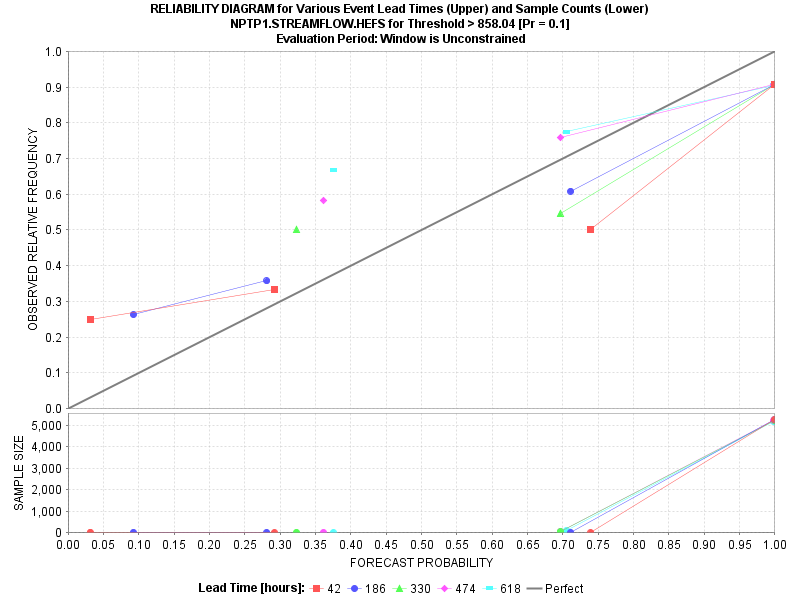 RELIABILITY DIAGRAM for Various Event Lead Times (Upper) and Sample Counts (Lower)
NPTP1.STREAMFLOW.HEFS for Threshold > 858.04 [Pr = 0.1]
Evaluation Period: Window is Unconstrained
OBSERVED RELATIVE FREQUENCY
1.0
0.9
0.8
0.7
0.6
0.5
0.4
0.3
0.2
0.1
0.0
SAMPLE SIZE
5,000
4,000
3,000
2,000
1,000
0
0.00 0.05 0.10 0.15 0.20 0.25 0.30 0.35 0.40 0.45 0.50 0.55 0.60 0.65 0.70 0.75 0.80 0.85 0.90 0.95 1.00
FORECAST PROBABILITY
Lead Time [hours]: 42 186 330 474 618 Perfect